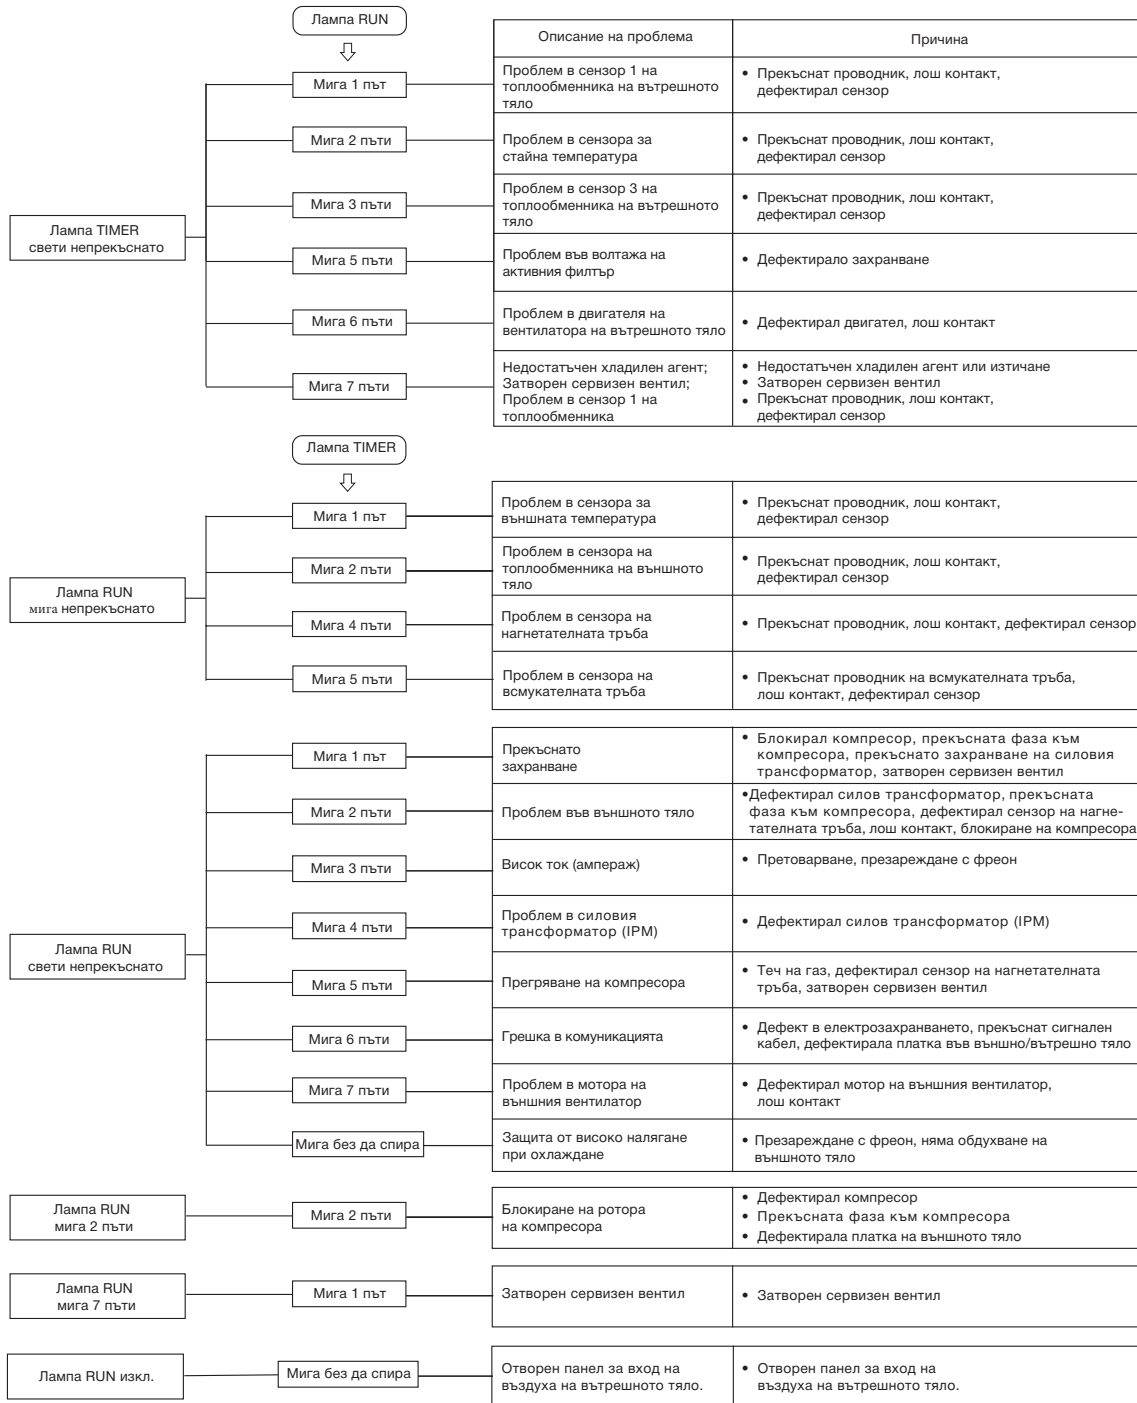 Лампа RUN
Описание на проблема
Причина
Мига 1 път
Проблем в сензор 1 на
топлообменника на вътрешното
тяло
• Прекъснат проводник, лош контакт,
дефектирал сензор
Мига 2 пъти
Проблем в сензора за
стайна температура
• Прекъснат проводник, лош контакт,
дефектирал сензор
Мига 3 пъти
Проблем в сензор 3 на
топлообменника на вътрешното
тяло
• Прекъснат проводник, лош контакт,
дефектирал сензор
Лампа TIMER
свети непрекъснато
Мига 5 пъти
Проблем във волтажа на
активния филтър
• Дефектирало захранване
Мига 6 пъти
Проблем в двигателя на
вентилатора на вътрешното тяло
• Дефектирал двигател, лош контакт
Мига 7 пъти
Недостатъчен хладилен агент;
Затворен сервизен вентил;
Проблем в сензор 1 на
топлообменника
• Недостатъчен хладилен агент или изтичане
• Затворен сервизен вентил
• Прекъснат проводник, лош контакт,
дефектирал сензор
Лампа TIMER
Мига 1 път
Проблем в сензора за
външната температура
• Прекъснат проводник, лош контакт,
дефектирал сензор
Мига 2 пъти
Проблем в сензора на
топлообменника на външното
тяло
• Прекъснат проводник, лош контакт,
дефектирал сензор
Лампа RUN
мига непрекъснато
Мига 4 пъти
Проблем в сензора на
нагнетателната тръба
• Прекъснат проводник, лош контакт, дефектирал сензор
Мига 5 пъти
Проблем в сензора на
всмукателната тръба
• Прекъснат проводник на всмукателната тръба,
лош контакт, дефектирал сензор
Мига 1 път
Прекъснато
захранване
• Блокирал компресор, прекъсната фаза към
компресора, прекъснато захранване на силовия
трансформатор, затворен сервизен вентил
Мига 2 пъти
Проблем във външното тяло
•Дефектирал силов трансформатор, прекъсната
фаза към компресора, дефектирал сензор на нагне-
тателната тръба, лош контакт, блокиране на компресора
Мига 3 пъти
Висок ток (ампераж)
• Претоварване, презареждане с фреон
Мига 4 пъти
Проблем в силовия
трансформатор (IPM)
• Дефектирал силов трансформатор (IPM)
Лампа RUN
свети непрекъснато
Мига 5 пъти
Прегряване на компресора
• Теч на газ, дефектирал сензор на нагнетателната
тръба, затворен сервизен вентил
Мига 6 пъти
Грешка в комуникацията
• Дефект в електрозахранването, прекъснат сигнален
кабел, дефектирала платка във външно/вътрешно тяло
Мига 7 пъти
Проблем в мотора на
външния вентилатор
• Дефектирал мотор на външния вентилатор,
лош контакт
Мига без да спира
Защита от високо налягане
при охлаждане
• Презареждане с фреон, няма обдухване на
външното тяло
Лампа RUN
мига 2 пъти
Мига 2 пъти
Блокиране на ротора
на компресора
• Дефектирал компресор
• Прекъсната фаза към компресора
• Дефектирала платка на външното тяло
Лампа RUN
мига 7 пъти
Мига 1 път
Затворен сервизен вентил
• Затворен сервизен вентил
Лампа RUN изкл.
Мига без да спира
Отворен панел за вход на
въздуха на вътрешното тяло.
• Отворен панел за вход на
въздуха на вътрешното тяло.